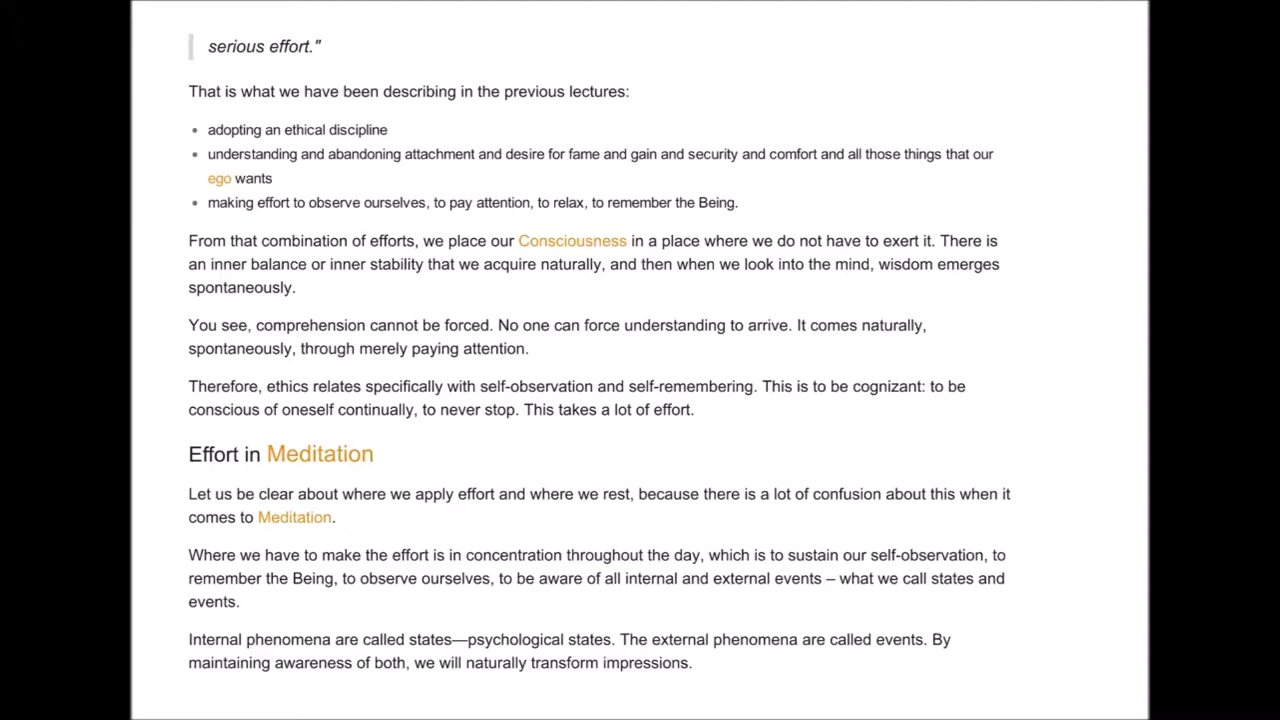 serious effort."
That is what we have been describing in the previous lectures:
• adopting an ethical discipline
• understanding and abandoning attachment and desire for fame and gain and security and comfort and all those things that our
ego wants
• making effort to observe ourselves, to pay attention, to relax, to remember the Being.
From that combination of efforts, we place our Consciousness in a place where we do not have to exert it. There is
an inner balance or inner stability that we acquire naturally, and then when we look into the mind, wisdom emerges
spontaneously.
You see, comprehension cannot be forced. No one can force understanding to arrive. It comes naturally,
spontaneously, through merely paying attention.
Therefore, ethics relates specifically with self-observation and self-remembering. This is to be cognizant: to be
conscious of oneself continually, to never stop. This takes a lot of effort.
Effort in Meditation
Let us be clear about where we apply effort and where we rest, because there is a lot of confusion about this when it
comes to Meditation.
Where we have to make the effort is in concentration throughout the day, which is to sustain our self-observation, to
remember the Being, to observe ourselves, to be aware of all internal and external events – what we call states and
events.
Internal phenomena are called states—psychological states. The external phenomena are called events. By
maintaining awareness of both, we will naturally transform impressions.